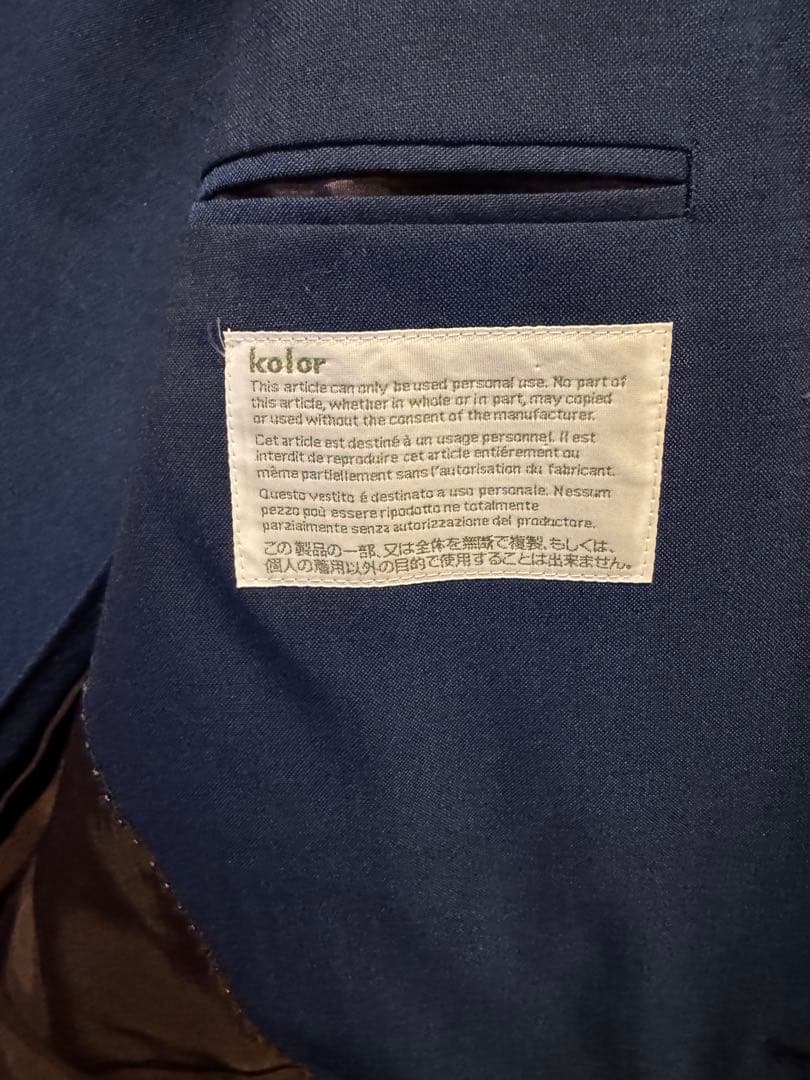 kolor
This article can only be used personal use. No part of
this article, whether in whole or in part, may copied
or used without the consent of the manufacturer.
Cet article est destiné à un usage personnel. Il est
interdit de reproduire cet article entiérement ou
même partiellement sans l'autorisation du fabricant.
Questo vestito é destinato a uso personale. Nessum
pezzo poù essere ripodotto ne totalmente
parzialmente senza autorizzazione del productore.
この製品の一部、又は全体を無断で複製、もしくは、
個人の着用以外の目的で使用することは出来ません。